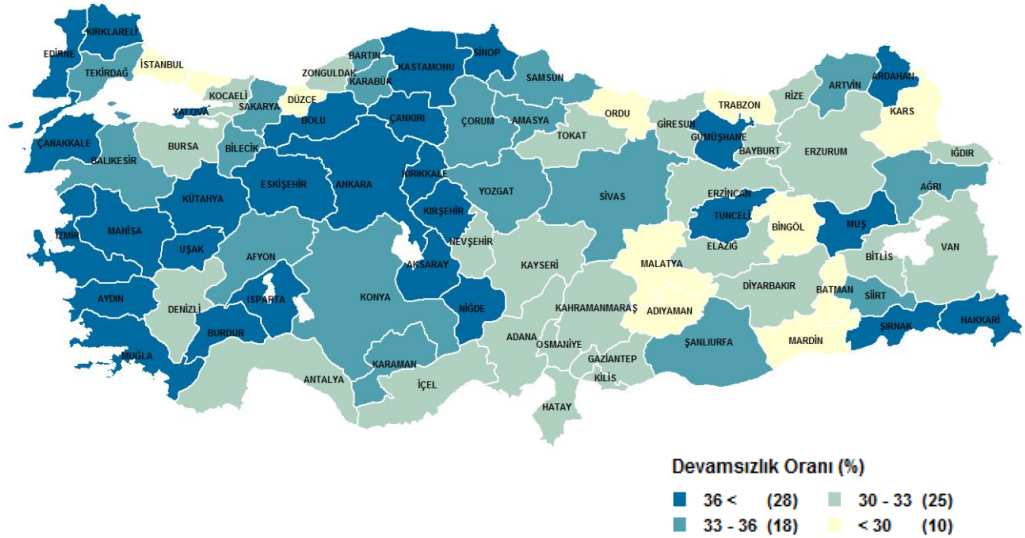 KIRKLARELİ
EDİRNE
TEKİRDAĞ
İSTANBUL
KOCAELİ
YALOVA
SAKARYA
DÜZCE
ZONGULDAK
BARTIN
KARABÜK
KASTAMONU
SİNOP
SAMSUN
BOLU
ÇANKIRI
ÇORUM
AMASYA
TOKAT
ORDU
GİRESUN
TRABZON
GÜMÜŞHANE
BAYBURT
RİZE
ARTVİN
ARDAHAN
KARS
IĞDIR
ERZURUM
AĞRI
ÇANAKKALE
BALIKESİR
BURSA
BİLECİK
ESKİŞEHİR
ANKARA
KIRIKKALE
KIRŞEHİR
YOZGAT
SİVAS
ERZİNCAN
TUNCELİ
BİNGÖL
MUŞ
KÜTAHYA
MANİSA
İZMİR
UŞAK
AFYON
KONYA
AKSARAY
NEVŞEHİR
KAYSERİ
MALATYA
ELAZIĞ
DİYARBAKIR
BATMAN
BİTLİS
VAN
SİİRT
ŞIRNAK
HAKKARİ
MARDİN
AYDIN
DENİZLİ
ISPARTA
BURDUR
MUĞLA
ANTALYA
KARAMAN
NİĞDE
İÇEL
ADANA
KAHRAMANMARAŞ
OSMANİYE
ADIYAMAN
GAZİANTEP
KİLİS
ŞANLIURFA
HATAY
Devamsızlık Oranı (%)
36 < (28) 30 - 33 (25)
33 - 36 (18) < 30 (10)